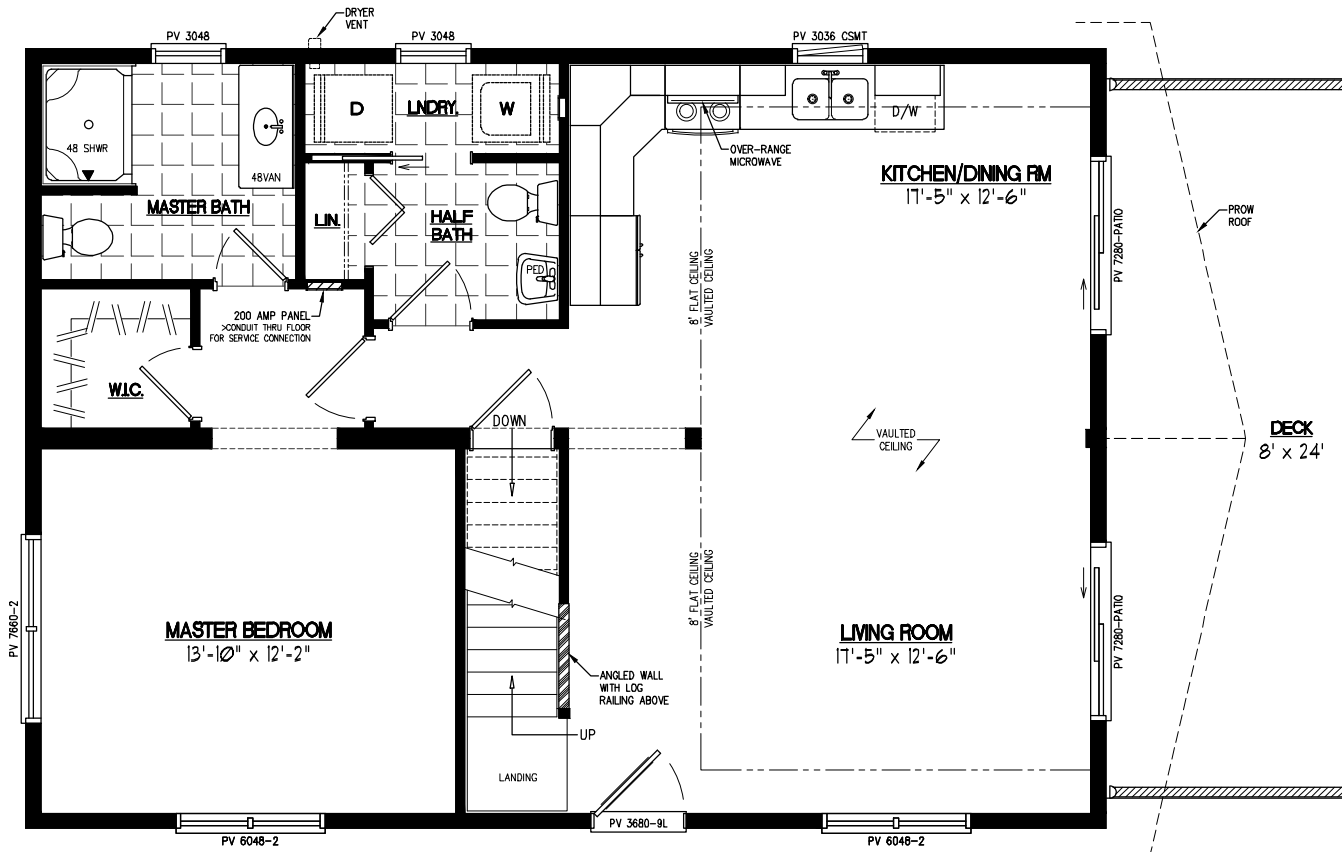 DRYER
VENT
PV 3048
PV 3048
PV 3036 CSMT
48 SHWR
48VAN
MASTER BATH
D
LNDRY.
W
LIN.
HALF
BATH
PED
D/W
OVER-RANGE
MICROWAVE
KITCHEN/DINING RM
17'-5" x 12'-6"
PV 7280-PATIO
PROW
ROOF
200 AMP PANEL
>CONDUIT THRU FLOOR
FOR SERVICE CONNECTION
8' FLAT CEILING
VAULTED CEILING
W.I.C.
DOWN
VAULTED
CEILING
DECK
8' x 24'
PV 7660-2
MASTER BEDROOM
13'-10" x 12'-2"
8' FLAT CEILING
VAULTED CEILING
LIVING ROOM
17'-5" x 12'-6"
PV 7280-PATIO
ANGLED WALL
WITH LOG
RAILING ABOVE
UP
LANDING
PV 6048-2
PV 3680-9L
PV 6048-2